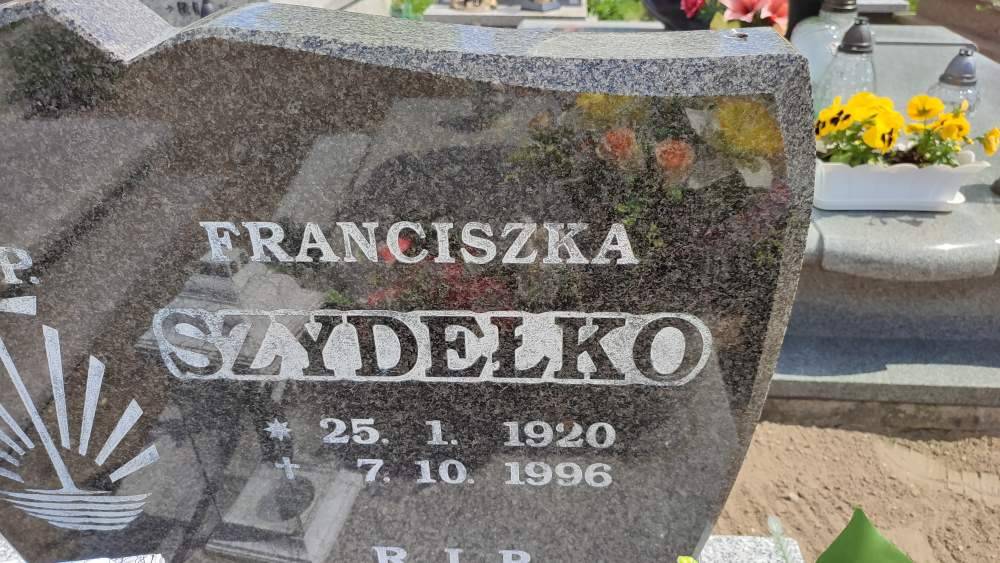 P.
FRANCISZKA
SZYDEŁKO
* 25. 1. 1920
✝ 7. 10. 1996
R. I. P.